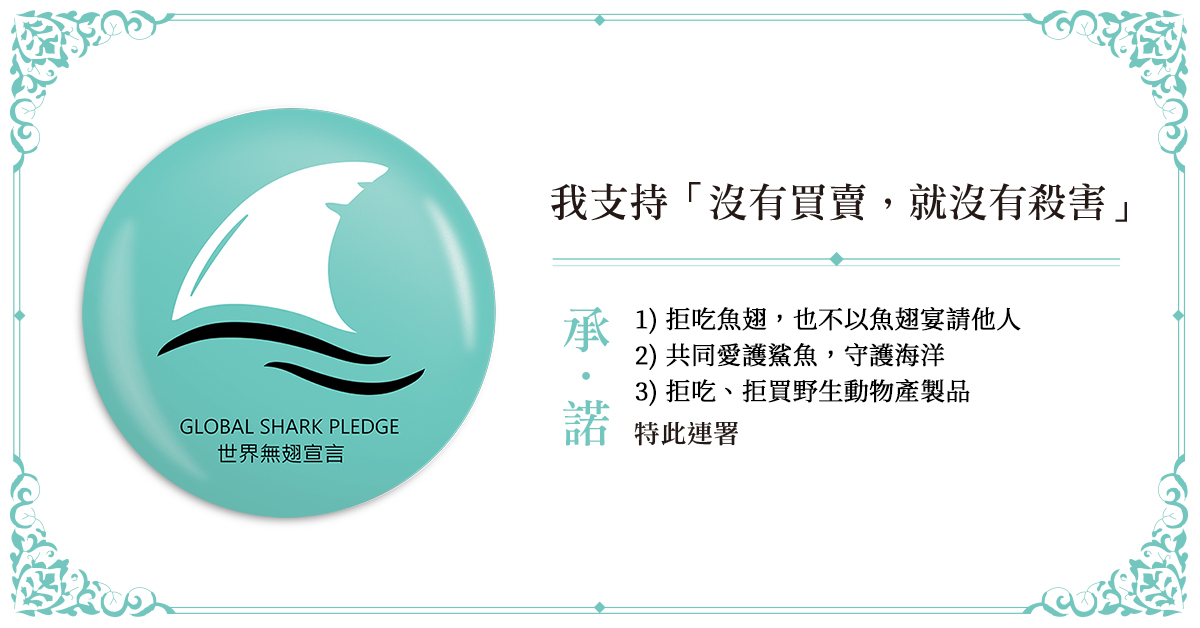 GLOBAL SHARK PLEDGE
世界無翅宣言
我支持「沒有買賣，就沒有殺害」
承・諾
1) 拒吃魚翅，也不以魚翅宴請他人
2) 共同愛護鯊魚，守護海洋
3) 拒吃、拒買野生動物產製品
特此連署